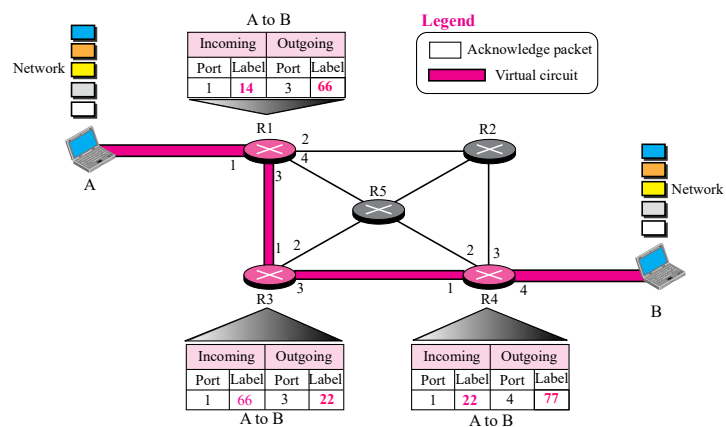 A to B
Incoming Outgoing
Port Label Port Label
1 14 3 66
Legend
Acknowledge packet
Virtual circuit
Network
R1
R2
1
2
4
3
A
R5
Network
1
2
3
R3
2
3
1
4
R4
B
Incoming Outgoing
Port Label Port Label
1 66 3 22
A to B
Incoming Outgoing
Port Label Port Label
1 22 4 77
A to B